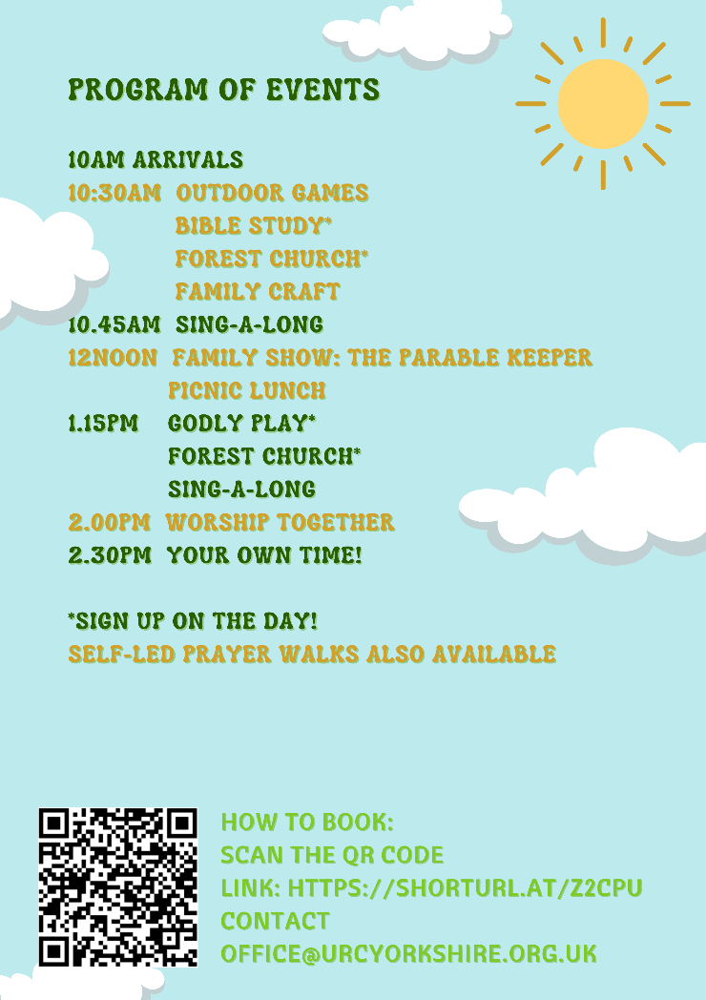 PROGRAM OF EVENTS
10AM ARRIVALS
10:30AM OUTDOOR GAMES
BIBLE STUDY*
FOREST CHURCH*
FAMILY CRAFT
10.45AM SING-A-LONG
12NOON FAMILY SHOW: THE PARABLE KEEPER
PICNIC LUNCH
1.15PM GODLY PLAY*
FOREST CHURCH*
SING-A-LONG
2.00PM WORSHIP TOGETHER
2.30PM YOUR OWN TIME!
*SIGN UP ON THE DAY!
SELF-LED PRAYER WALKS ALSO AVAILABLE
HOW TO BOOK:
SCAN THE QR CODE
LINK: HTTPS://SHORTURL.AT/Z2CPU
CONTACT
OFFICE@URCYORKSHIRE.ORG.UK